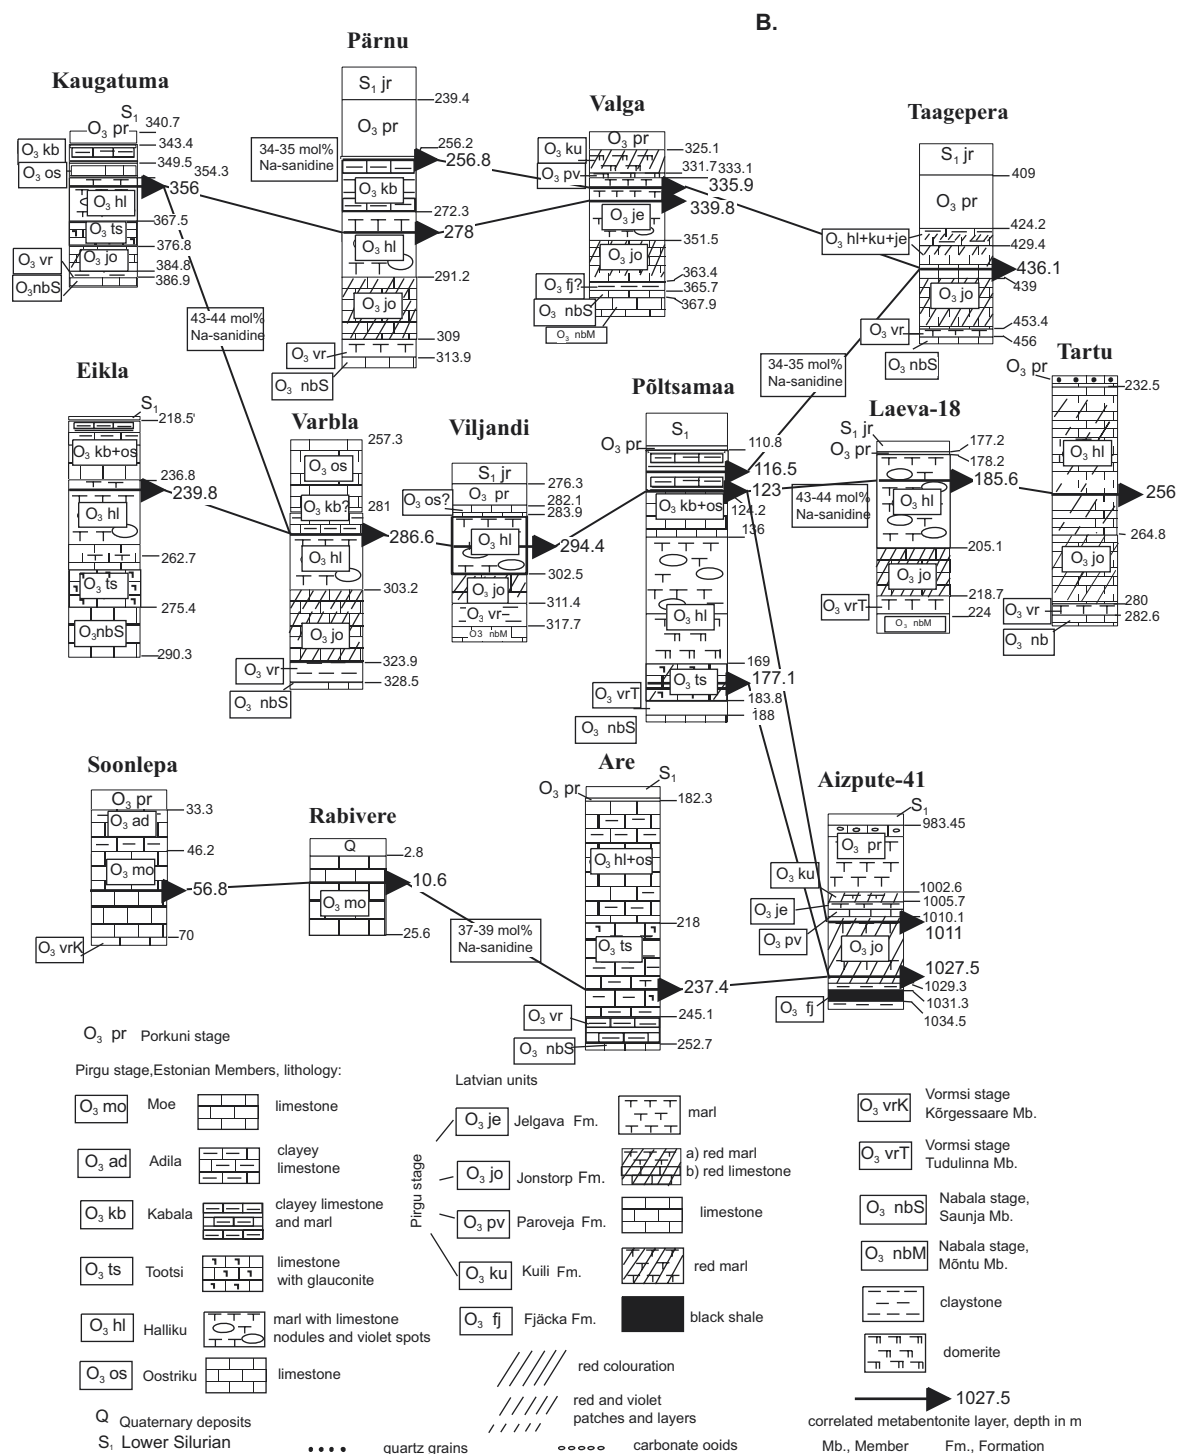 B.
Pärnu
Kaugatuma
Valga
Taagepera
S₁
O₃ pr
340.7
343.4
O₃ kb
349.5
O₃ os
354.3
356
O₃ hl
367.5
O₃ ts
376.8
O₃ jo
O₃ vr
384.8
O₃nbS
386.9
43-44 mol%
Na-sanidine
S₁ jr
239.4
O₃ pr
34-35 mol%
Na-sanidine
256.2
256.8
O₃ kb
272.3
278
O₃ hl
291.2
O₃ jo
309
O₃ vr
313.9
O₃ nbS
O₃ pr
O₃ ku
325.1
331.7
333.1
O₃ pv
335.9
339.8
O₃ je
351.5
O₃ jo
363.4
O₃ fj?
365.7
O₃ nbS
367.9
O₃ nbM
S₁ jr
409
O₃ pr
424.2
O₃ hl+ku+je
429.4
436.1
439
O₃ jo
453.4
O₃ vr
456
O₃ nbS
34-35 mol%
Na-sanidine
Eikla
S₁
218.5'
O₃ kb+os
236.8
239.8
O₃ hl
262.7
O₃ ts
275.4
O₃nbS
290.3
Varbla
257.3
O₃ os
O₃ kb?
281
286.6
O₃ hl
303.2
O₃ jo
323.9
O₃ vr
328.5
O₃ nbS
Viljandi
S₁ jr
276.3
O₃ pr
O₃ os?
282.1
283.9
O₃ hl
294.4
302.5
O₃ jo
311.4
O₃ vr
317.7
O3 nbM
Põltsamaa
S₁
O₃ pr
110.8
116.5
123
124.2
O₃ kb+os
136
O₃ hl
169
O₃ ts
177.1
O₃ vrT
183.8
188
O₃ nbS
43-44 mol%
Na-sanidine
Laeva-18
S₁ jr
O₃ pr
177.2
178.2
185.6
O₃ hl
205.1
O₃ jo
218.7
O₃ vrT
224
O₃ nbM
Tartu
O₃ pr
232.5
O₃ hl
256
264.8
O₃ jo
280
O₃ vr
282.6
O₃ nb
Soonlepa
O₃ pr
33.3
O₃ ad
46.2
O₃ mo
56.8
70
O₃ vrK
Rabivere
Q
2.8
10.6
O₃ mo
25.6
37-39 mol%
Na-sanidine
Are
S₁
O₃ pr
182.3
O₃ hl+os
218
O₃ ts
237.4
245.1
O₃ vr
O₃ nbS
252.7
Aizpute-41
S₁
983.45
O₃ pr
O₃ ku
1002.6
1005.7
O₃ je
1010.1
O₃ pv
1011
O₃ jo
1027.5
1029.3
1031.3
O₃ fj
1034.5
O₃ pr Porkuni stage
Pirgu stage,Estonian Members, lithology:
O₃ mo Moe limestone
O₃ ad Adila clayey
limestone
O₃ kb Kabala clayey limestone
and marl
O₃ ts Tootsi limestone
with glauconite
O₃ hl Halliku marl with limestone
nodules and violet spots
O₃ os Oostriku limestone
Q Quaternary deposits
S₁ Lower Silurian
quartz grains
Latvian units
Pirgu stage
O₃ je Jelgava Fm. marl
O₃ jo Jonstorp Fm. a) red marl
b) red limestone
O₃ pv Paroveja Fm. limestone
O₃ ku Kuili Fm. red marl
O₃ fj Fjäcka Fm. black shale
red colouration
red and violet
patches and layers
carbonate ooids
O₃ vrK Vormsi stage
Kõrgessaare Mb.
O₃ vrT Vormsi stage
Tudulinna Mb.
O₃ nbS Nabala stage,
Saunja Mb.
O₃ nbM Nabala stage,
Mõntu Mb.
claystone
domerite
1027.5
correlated metabentonite layer, depth in m
Mb., Member Fm., Formation